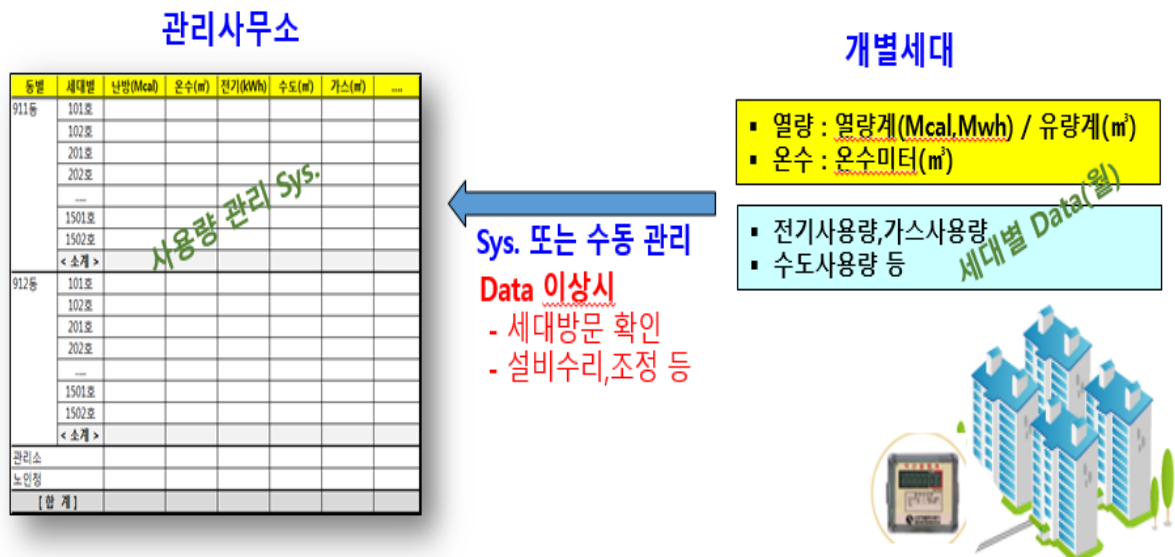 관리사무소
개별세대
동별 세대별 난방(Mcal) 온수(㎥) 전기(kWh) 수도(㎥) 가스(㎥) ....
911동 101호
102호
201호
202호
....
1501호
1502호
< 소계 >
912동 101호
102호
201호
202호
....
1501호
1502호
< 소계 >
관리소
노인정
[ 합 계 ]
사용량 관리 Sys.
Sys. 또는 수동 관리
Data 이상시
- 세대방문 확인
- 설비수리,조정 등
▪ 열량 : 열량계(Mcal,Mwh) / 유량계(㎥)
▪ 온수 : 온수미터(㎥)
▪ 전기사용량,가스사용량
▪ 수도사용량 등
세대별 Data(월)